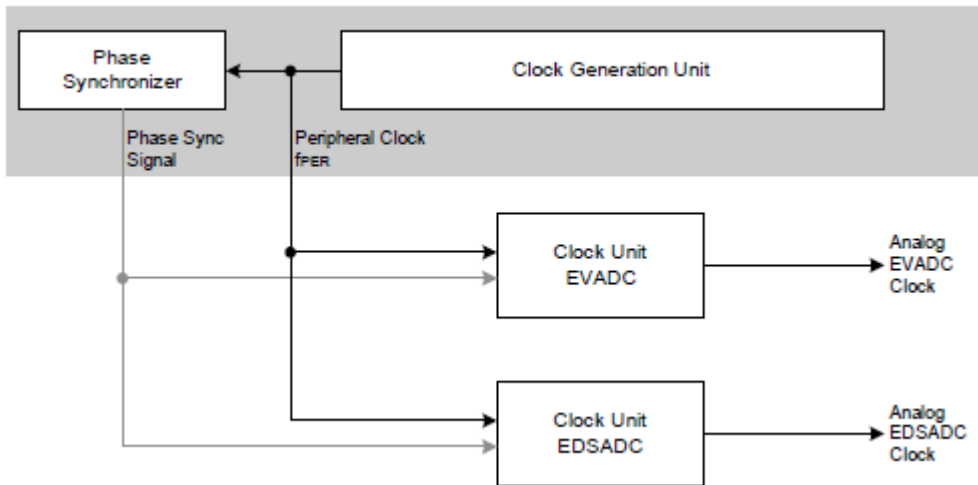 Phase
Synchronizer
Clock Generation Unit
Phase Sync
Signal
Peripheral Clock
fPER
Clock Unit
EVADC
Analog
EVADC
Clock
Clock Unit
EDSADC
Analog
EDSADC
Clock